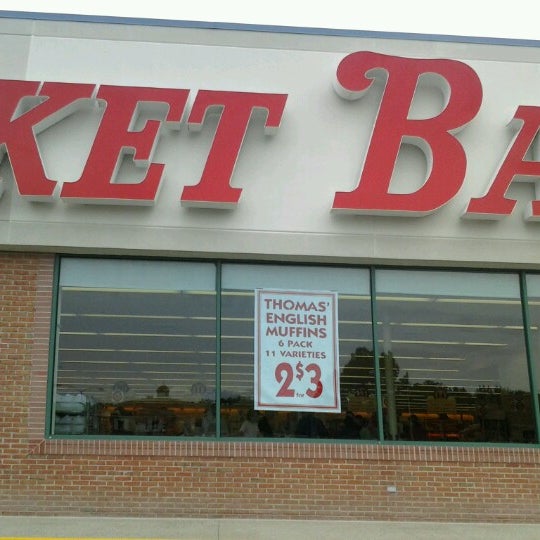 KET BA
THOMAS'
ENGLISH
MUFFINS
6 PACK
11 VARIETIES
2 for $3